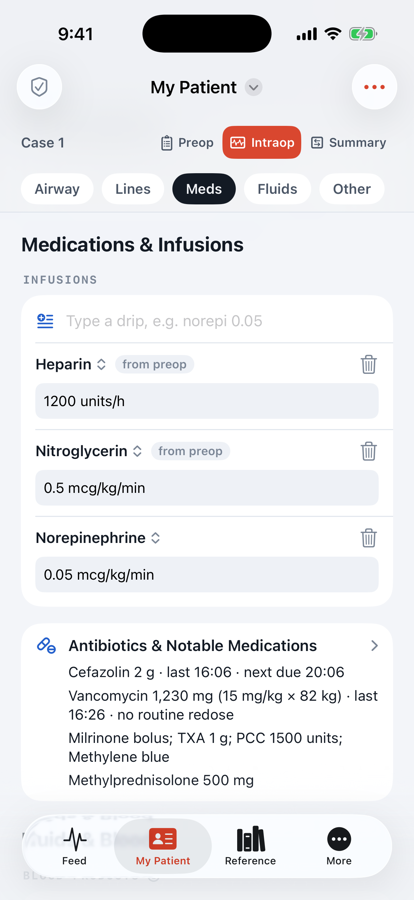 9:41
My Patient
Case 1
Preop
Intraop
Summary
Airway
Lines
Meds
Fluids
Other
Medications & Infusions
INFUSIONS
Type a drip, e.g. norepi 0.05
Heparin
from preop
1200 units/h
Nitroglycerin
from preop
0.5 mcg/kg/min
Norepinephrine
0.05 mcg/kg/min
Antibiotics & Notable Medications
Cefazolin 2 g · last 16:06 · next due 20:06
Vancomycin 1,230 mg (15 mg/kg × 82 kg) · last
16:26 · no routine redose
Milrinone bolus; TXA 1 g; PCC 1500 units;
Methylene blue
Methylprednisolone 500 mg
Feed
My Patient
Reference
More